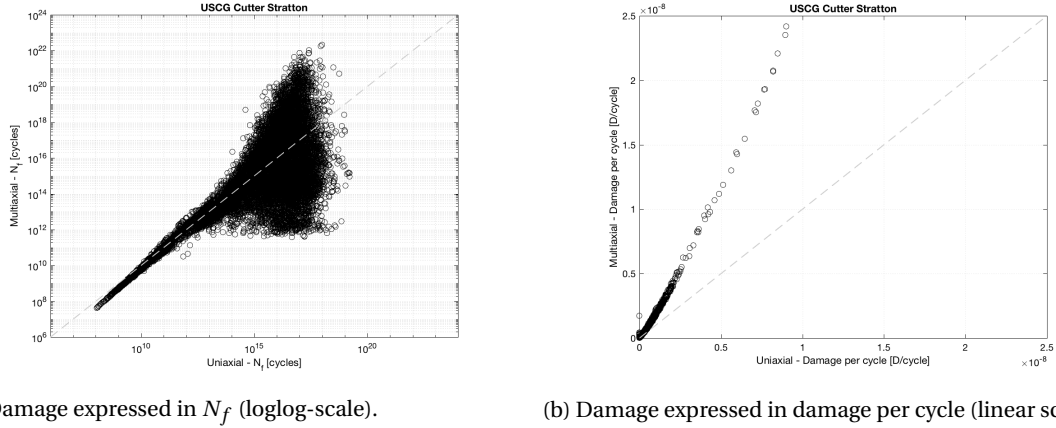 USCG Cutter Stratton
10^24
10^22
10^20
10^18
10^16
10^14
10^12
10^10
10^8
10^6
Multiaxial - N_f [cycles]
10^10 10^15 10^20
Uniaxial - N_f [cycles]
USCG Cutter Stratton
×10^-8
2.5
2
1.5
1
0.5
0
Multiaxial - Damage per cycle [D/cycle]
0 0.5 1 1.5 2 2.5
×10^-8
Uniaxial - Damage per cycle [D/cycle]
amage expressed in N_f (loglog-scale).
(b) Damage expressed in damage per cycle (linear sc